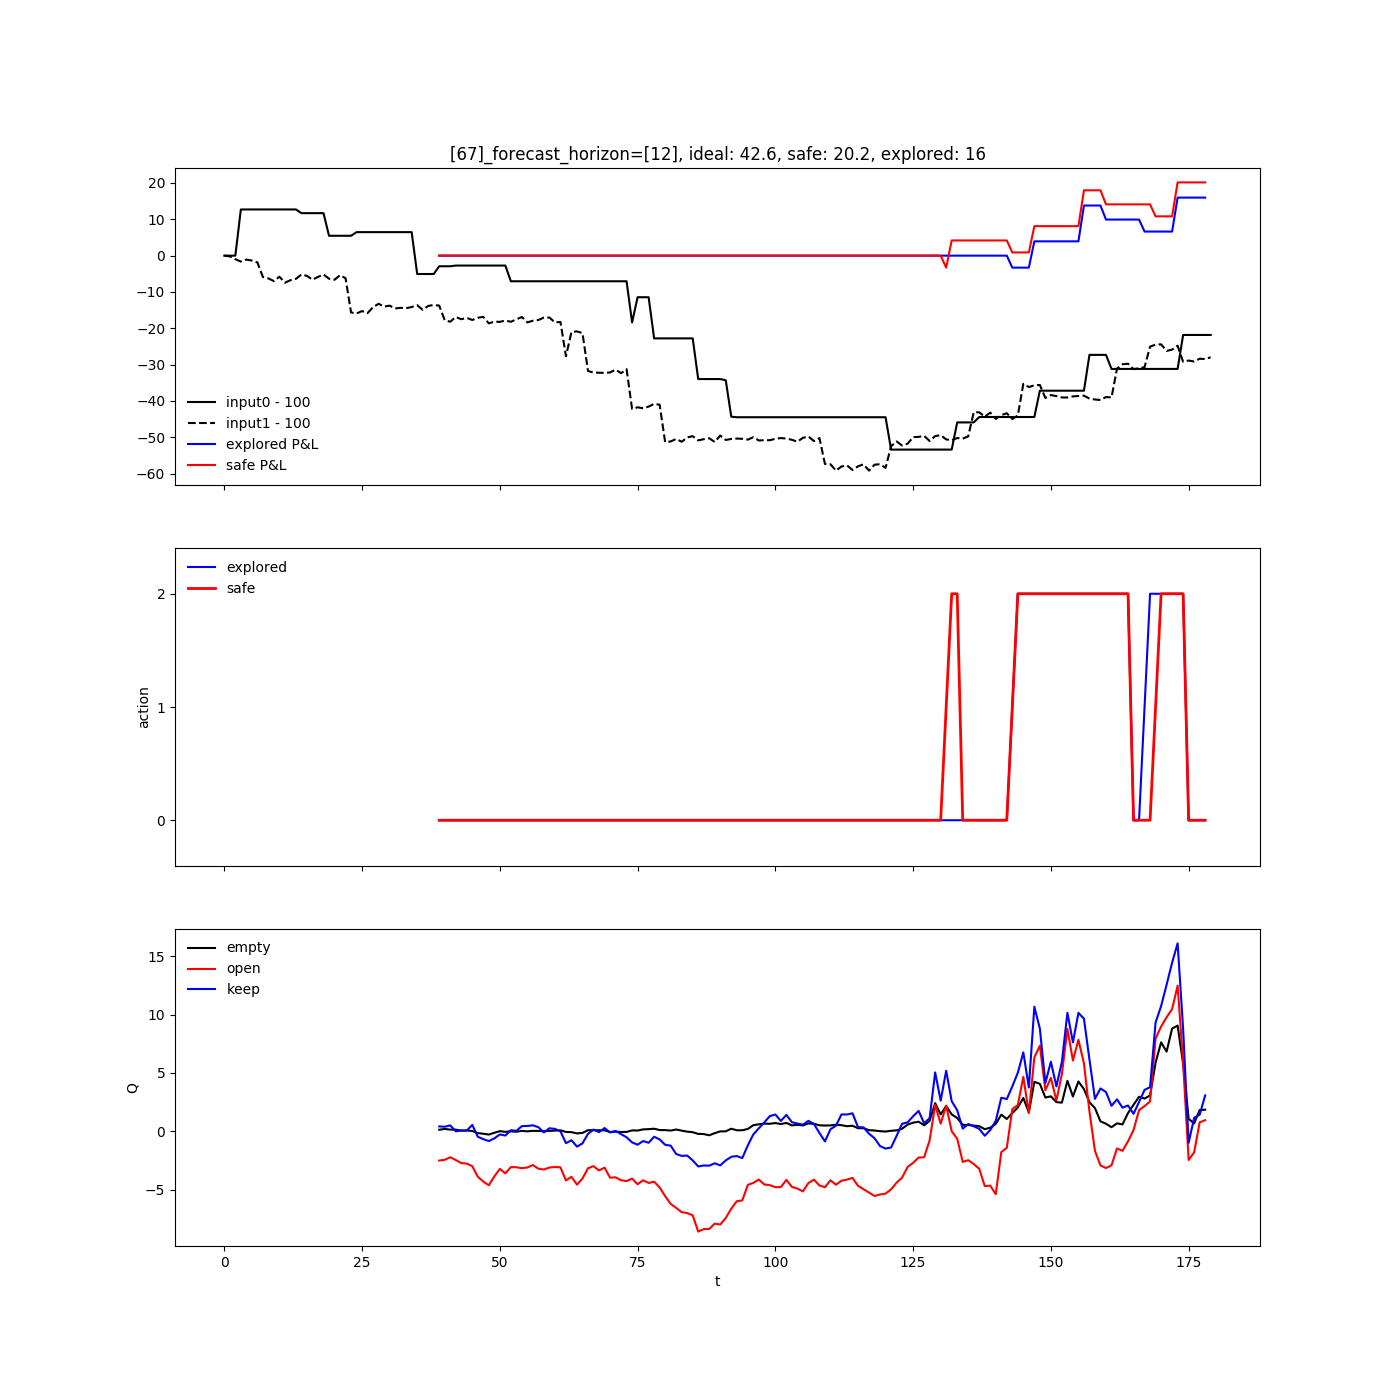 [67]_forecast_horizon=[12], ideal: 42.6, safe: 20.2, explored: 16
20
10
0
−10
−20
−30
−40
−50
−60
input0 - 100
input1 - 100
explored P&L
safe P&L
explored
safe
2
1
0
action
empty
open
keep
15
10
5
0
−5
Q
0 25 50 75 100 125 150 175
t